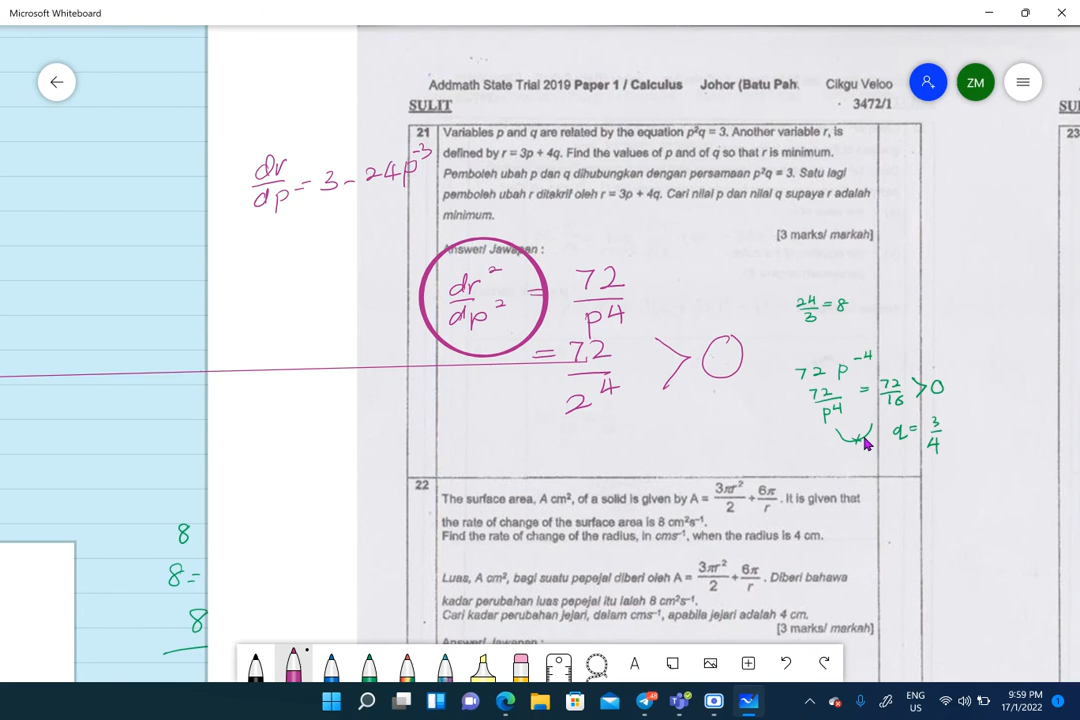 Microsoft Whiteboard
Addmath State Trial 2019 Paper 1 / Calculus Johor (Batu Pah. Cikgu Veloo
SULIT
3472/1
ZM
SU
21 Variables p and q are related by the equation p²q = 3. Another variable r, is
defined by r = 3p + 4q. Find the values of p and of q so that r is minimum.
Pemboleh ubah p dan q dihubungkan dengan persamaan p²q = 3. Satu lagi
pemboleh ubah r ditakrif oleh r = 3p + 4q. Cari nilai p dan nilai q supaya r adalah
minimum.
[3 marks/ markah]
Answer/ Jawapan :
23
dr/dp = 3 - 24p⁻³
dr²/dp² = 72/p⁴
= 72/2⁴ > 0
24/3 = 8
72 p⁻⁴
72/p⁴ = 72/16 > 0
q = 3/4
22 The surface area, A cm², of a solid is given by A = 3πr²/2 + 6π/r. It is given that
the rate of change of the surface area is 8 cm²s⁻¹.
Find the rate of change of the radius, in cms⁻¹, when the radius is 4 cm.
Luas, A cm², bagi suatu pepejal diberi oleh A = 3πr²/2 + 6π/r. Diberi bahawa
kadar perubahan luas pepejal itu ialah 8 cm²s⁻¹.
Cari kadar perubahan jejari, dalam cms⁻¹, apabila jejari adalah 4 cm.
[3 marks/ markah]
Answer/ Jawapan :
8
8=
8
A
48
ENG
US
9:59 PM
17/1/2022
1